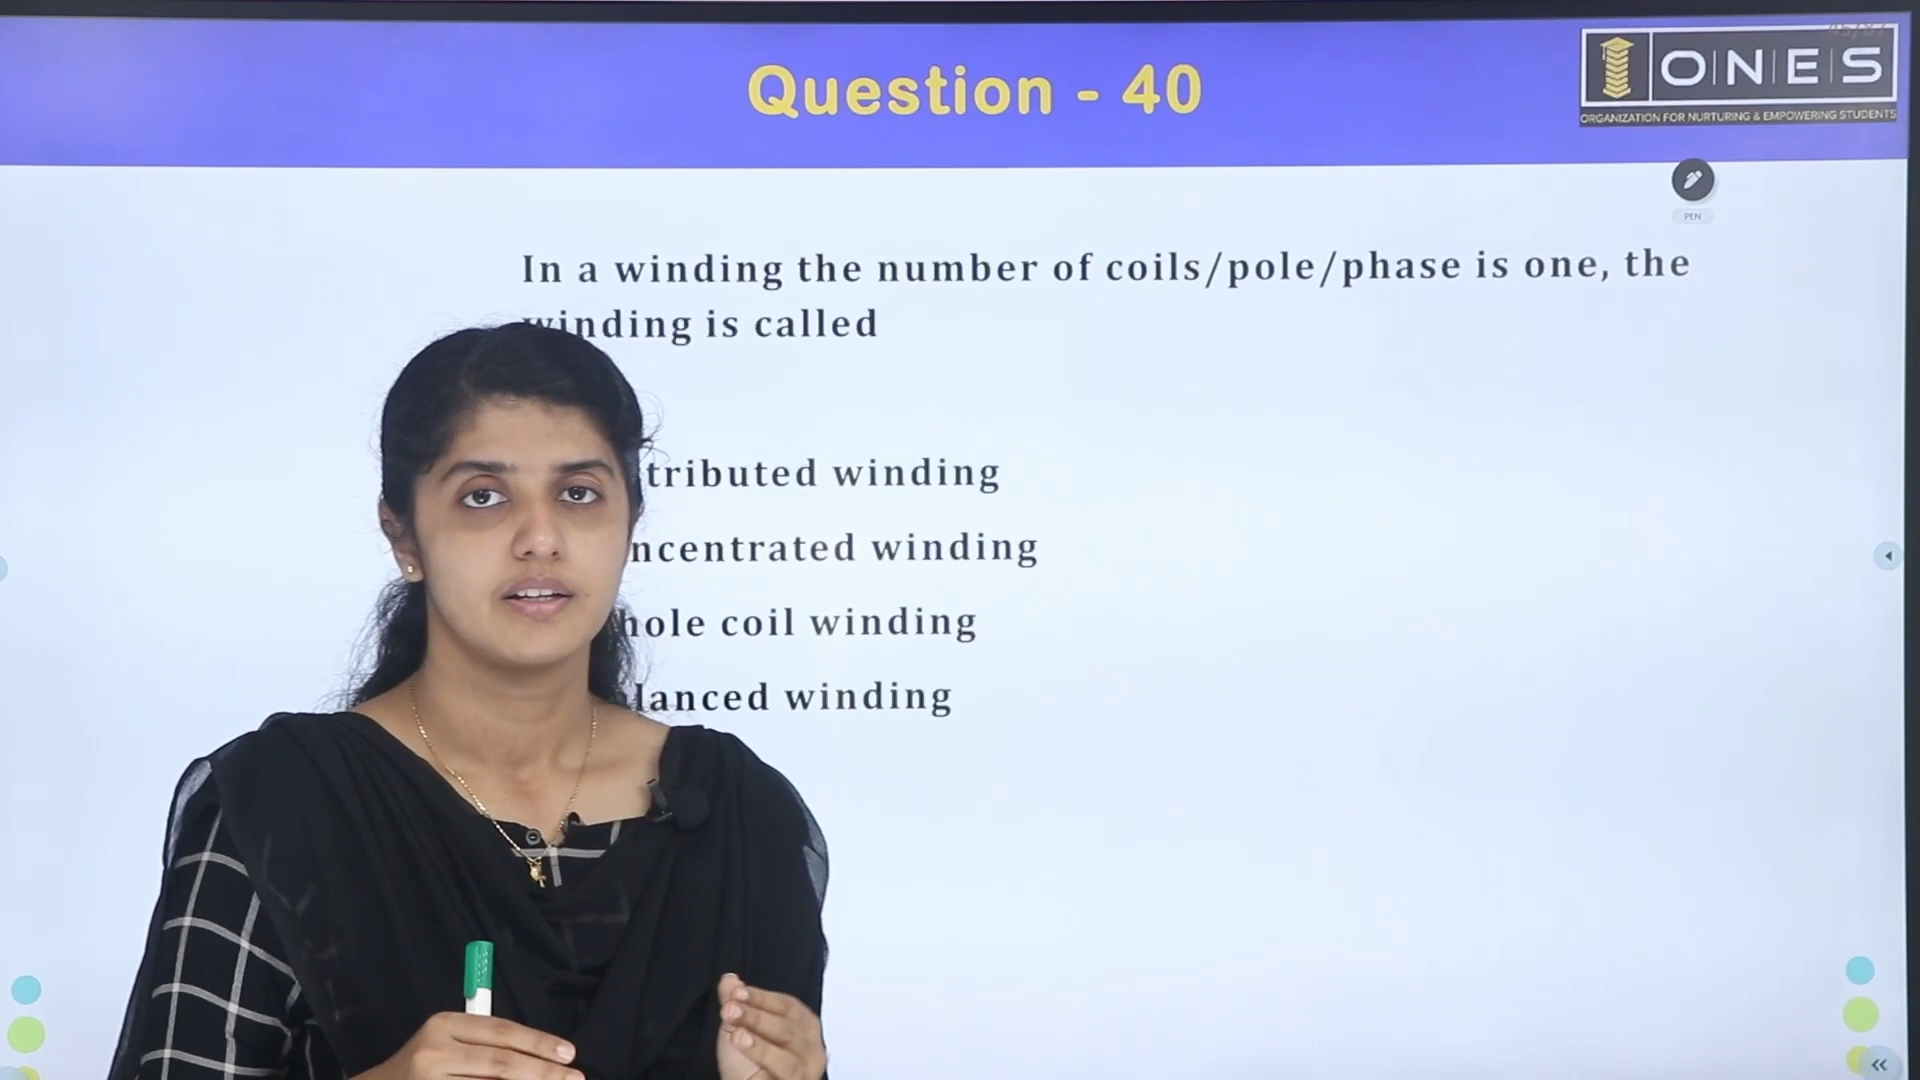 Question - 40
ONES
ORGANIZATION FOR NURTURING & EMPOWERING STUDENTS
PEN
In a winding the number of coils/pole/phase is one, the
winding is called
tributed winding
ncentrated winding
hole coil winding
lanced winding